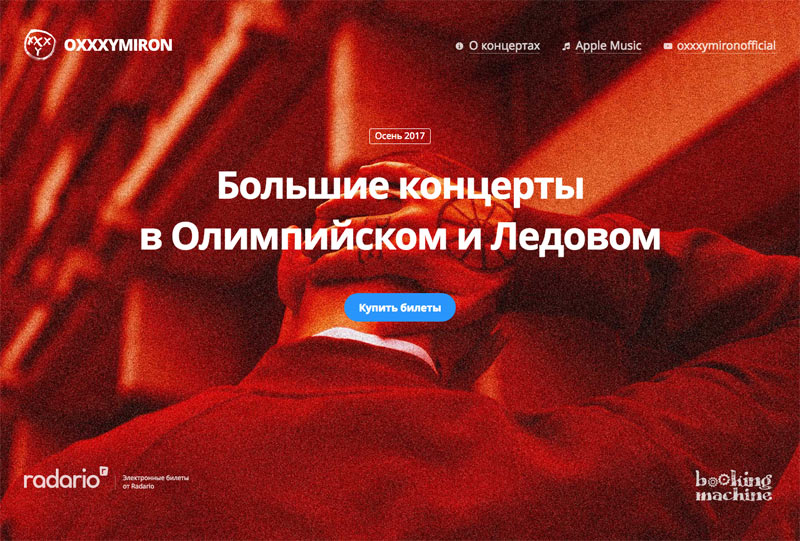 OXXXYMIRON
О концертах
Apple Music
oxxxymironofficial
Осень 2017
Большие концерты
в Олимпийском и Ледовом
Купить билеты
radario
Электронные билеты
от Radario
booking
machine